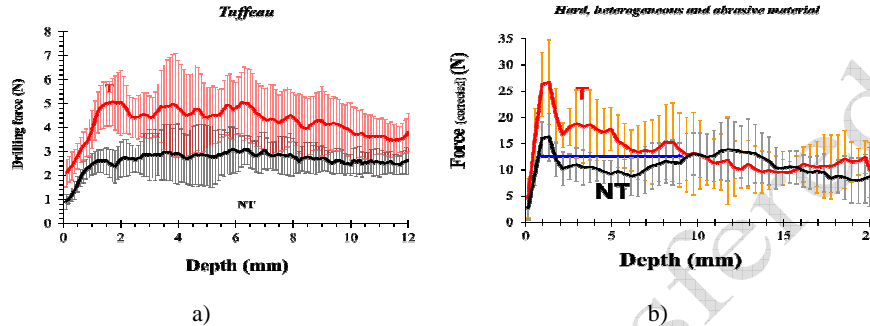 Tuffeau
Drilling force (N)
8
7
6
5
4
3
2
1
0
T
NT
0 2 4 6 8 10 12
Depth (mm)
a)
Hard, heterogeneous and abrasive material
Force (corrected) (N)
35
30
25
20
15
10
5
0
T
NT
0 5 10 15 20
Depth (mm)
b)
sfered